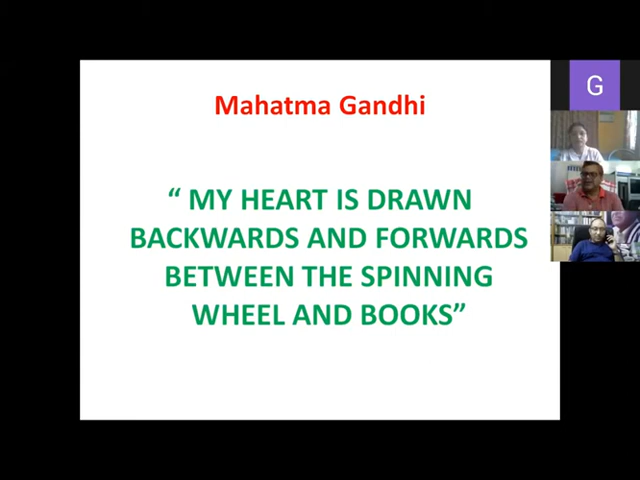 Mahatma Gandhi
“ MY HEART IS DRAWN
BACKWARDS AND FORWARDS
BETWEEN THE SPINNING
WHEEL AND BOOKS”
G